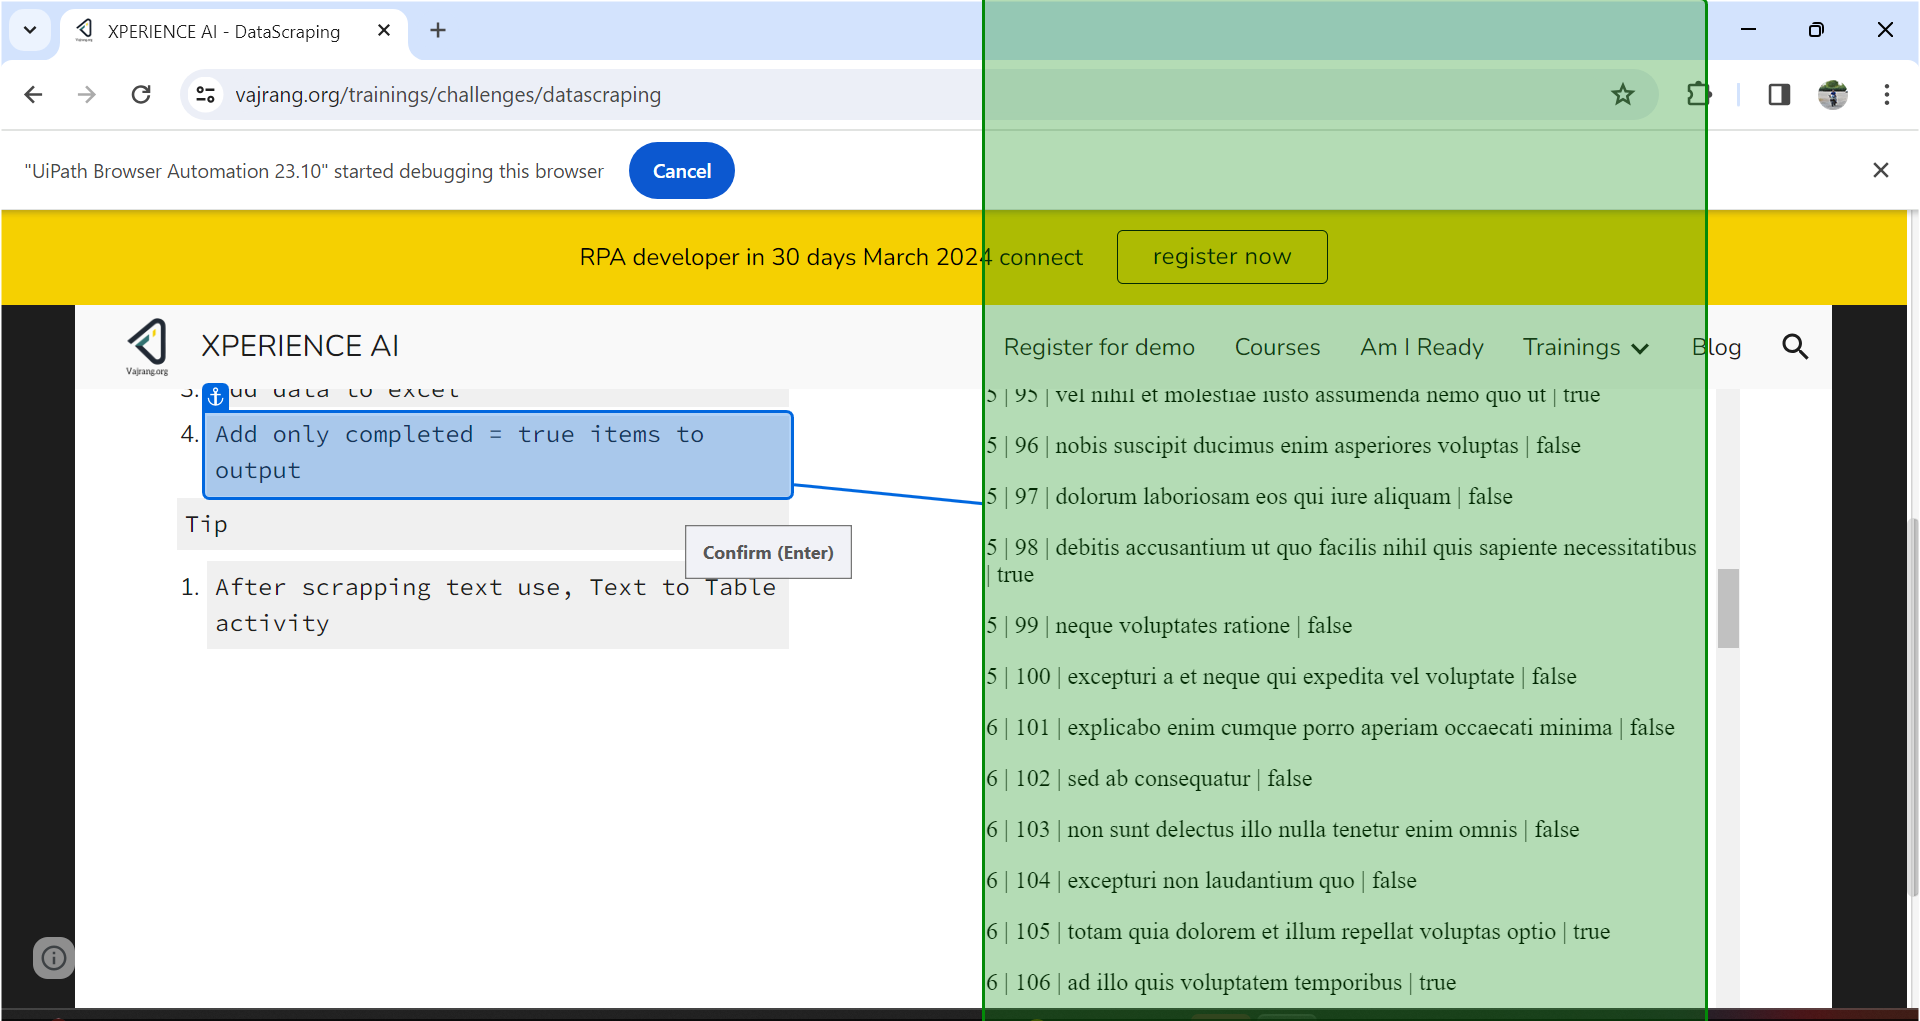 XPERIENCE AI - DataScraping
vajrang.org/trainings/challenges/datascraping
"UiPath Browser Automation 23.10" started debugging this browser
Cancel
RPA developer in 30 days March 2024 connect
register now
Vajrang.org
XPERIENCE AI
Register for demo
Courses
Am I Ready
Trainings
Blog
3. Add data to excel
4. Add only completed = true items to
output
Tip
Confirm (Enter)
1. After scrapping text use, Text to Table
activity
5 | 95 | vel nihil et molestiae iusto assumenda nemo quo ut | true
5 | 96 | nobis suscipit ducimus enim asperiores voluptas | false
5 | 97 | dolorum laboriosam eos qui iure aliquam | false
5 | 98 | debitis accusantium ut quo facilis nihil quis sapiente necessitatibus
| true
5 | 99 | neque voluptates ratione | false
5 | 100 | excepturi a et neque qui expedita vel voluptate | false
6 | 101 | explicabo enim cumque porro aperiam occaecati minima | false
6 | 102 | sed ab consequatur | false
6 | 103 | non sunt delectus illo nulla tenetur enim omnis | false
6 | 104 | excepturi non laudantium quo | false
6 | 105 | totam quia dolorem et illum repellat voluptas optio | true
6 | 106 | ad illo quis voluptatem temporibus | true